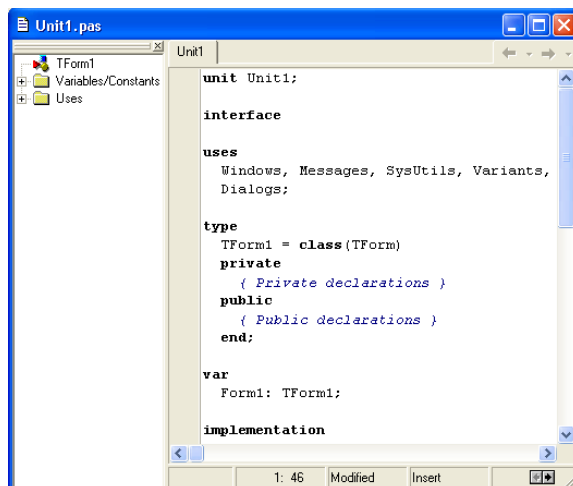 Unit1.pas
TForm1
Variables/Constants
Uses
Unit1
unit Unit1;
interface
uses
Windows, Messages, SysUtils, Variants,
Dialogs;
type
TForm1 = class(TForm)
private
{ Private declarations }
public
{ Public declarations }
end;
var
Form1: TForm1;
implementation
1: 46 Modified Insert